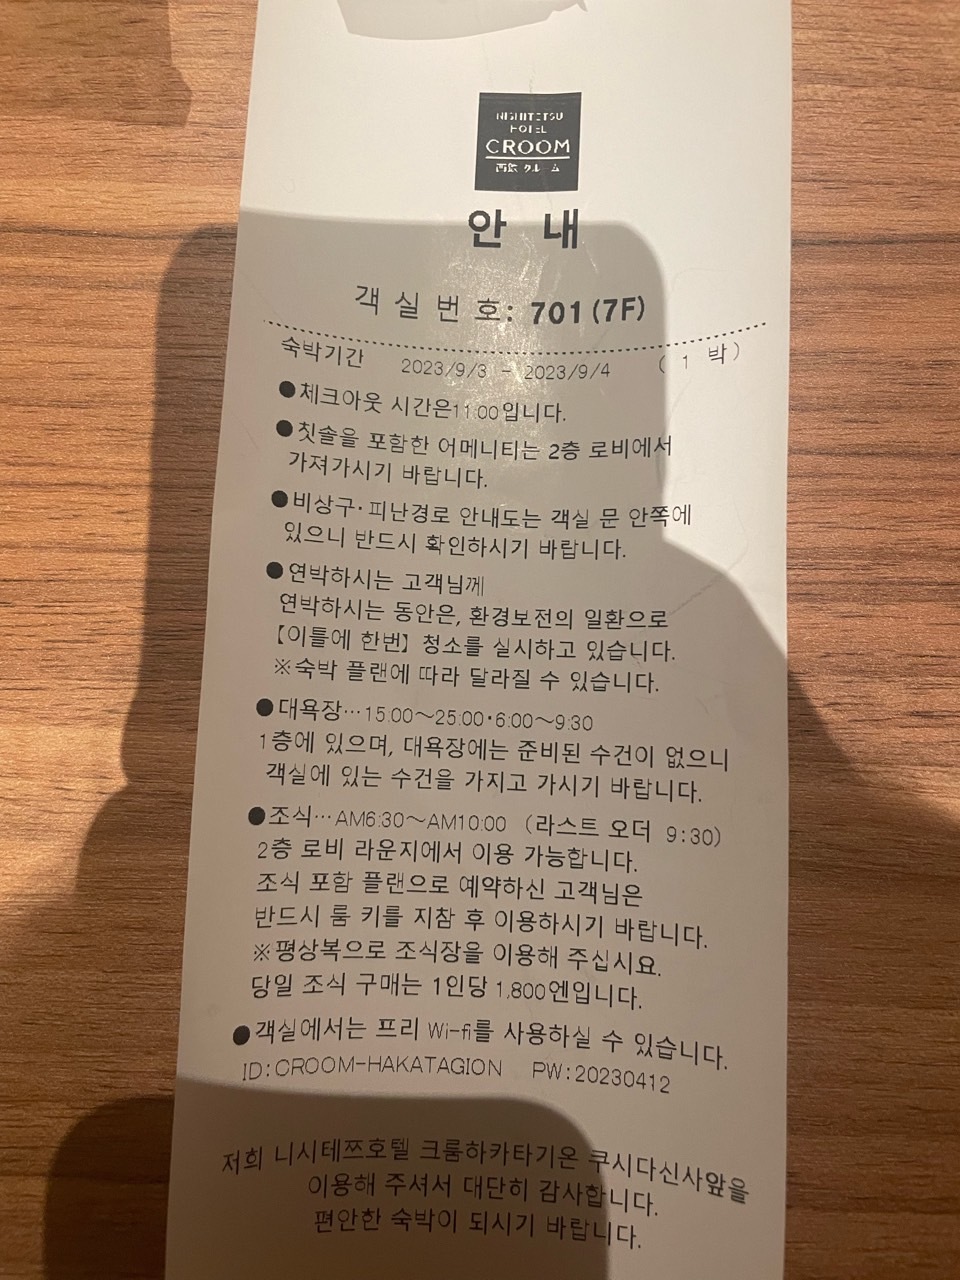 NISHITETSU
HOTEL
CROOM
西鉄 クルーム
안 내
객 실 번 호: 701 (7F)
숙박기간 2023/9/3 - 2023/9/4 ( 1 박)
●체크아웃 시간은11:00입니다.
●칫솔을 포함한 어메니티는 2층 로비에서
가져가시기 바랍니다.
●비상구·피난경로 안내도는 객실 문 안쪽에
있으니 반드시 확인하시기 바랍니다.
●연박하시는 고객님께
연박하시는 동안은, 환경보전의 일환으로
【이틀에 한번】 청소를 실시하고 있습니다.
※숙박 플랜에 따라 달라질 수 있습니다.
●대욕장…15:00～25:00·6:00～9:30
1층에 있으며, 대욕장에는 준비된 수건이 없으니
객실에 있는 수건을 가지고 가시기 바랍니다.
●조식…AM6:30～AM10:00 (라스트 오더 9:30)
2층 로비 라운지에서 이용 가능합니다.
조식 포함 플랜으로 예약하신 고객님은
반드시 룸 키를 지참 후 이용하시기 바랍니다.
※평상복으로 조식장을 이용해 주십시요.
당일 조식 구매는 1인당 1,800엔입니다.
●객실에서는 프리 Wi-fi를 사용하실 수 있습니다.
ID:CROOM-HAKATAGION PW:20230412
저희 니시테쯔호텔 크룸하카타기온 쿠시다신사앞을
이용해 주셔서 대단히 감사합니다.
편안한 숙박이 되시기 바랍니다.